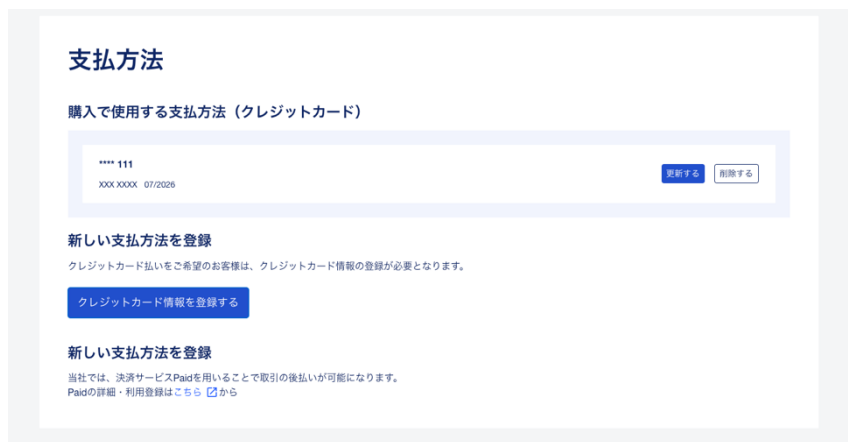 支払方法
購入で使用する支払方法（クレジットカード）
**** 111
XXX XXXX 07/2026
更新する
削除する
新しい支払方法を登録
クレジットカード払いをご希望のお客様は、クレジットカード情報の登録が必要となります。
クレジットカード情報を登録する
新しい支払方法を登録
当社では、決済サービスPaidを用いることで取引の後払いが可能になります。
Paidの詳細・利用登録はこちら から